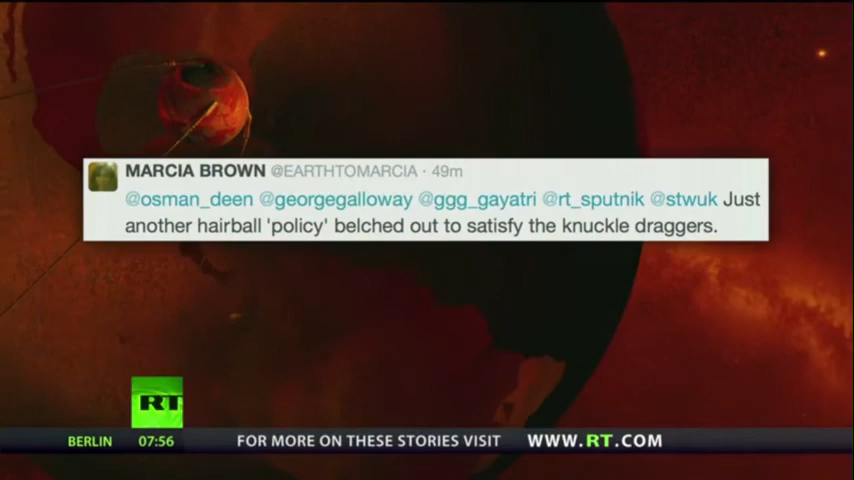 MARCIA BROWN @EARTHTOMARCIA · 49m
@osman_deen @georgegalloway @ggg_gayatri @rt_sputnik @stwuk Just
another hairball 'policy' belched out to satisfy the knuckle draggers.
RT
BERLIN 07:56 FOR MORE ON THESE STORIES VISIT WWW.RT.COM